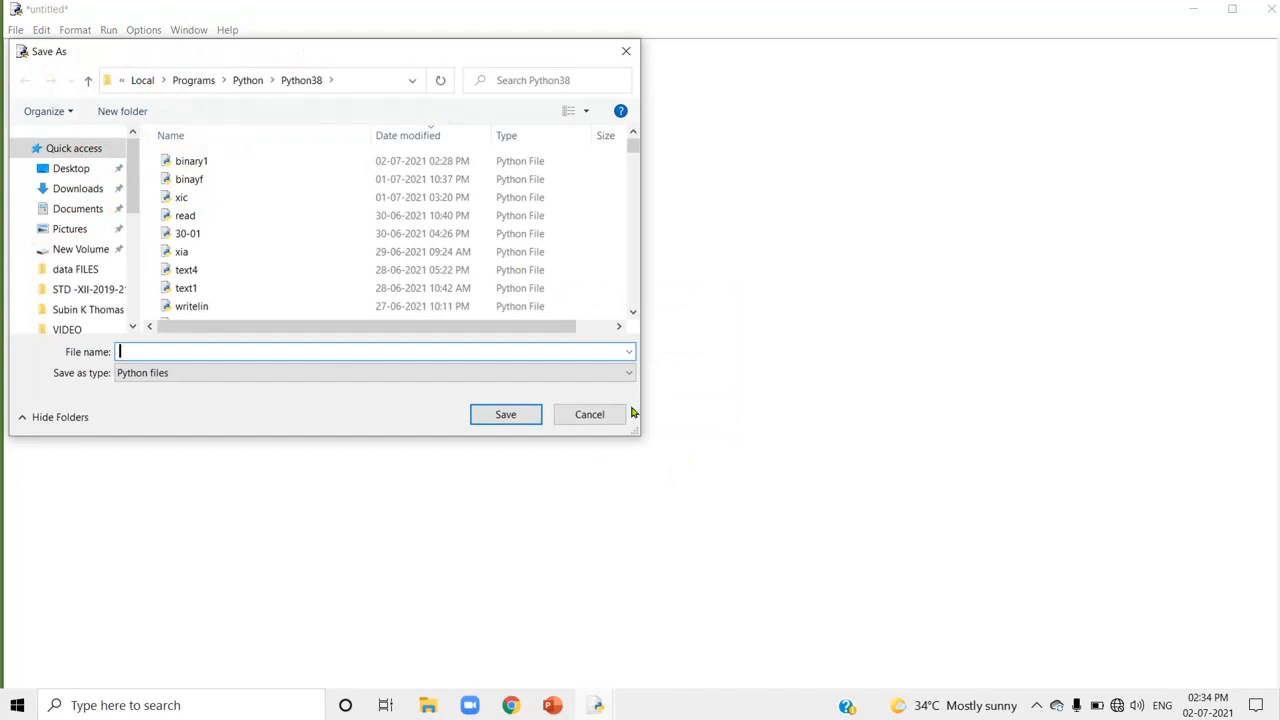 *untitled*
File Edit Format Run Options Window Help
Save As
« Local > Programs > Python > Python38 >
Search Python38
Organize New folder
Name Date modified Type Size
Quick access
Desktop
Downloads
Documents
Pictures
New Volume
data FILES
STD -XII-2019-2
Subin K Thomas
VIDEO
binary1 02-07-2021 02:28 PM Python File
binayf 01-07-2021 10:37 PM Python File
xic 01-07-2021 03:20 PM Python File
read 30-06-2021 10:40 PM Python File
30-01 30-06-2021 04:26 PM Python File
xia 29-06-2021 09:24 AM Python File
text4 28-06-2021 05:22 PM Python File
text1 28-06-2021 10:42 AM Python File
writelin 27-06-2021 10:11 PM Python File
File name:
Save as type: Python files
Hide Folders
Save Cancel
Type here to search
34°C Mostly sunny
ENG
02:34 PM
02-07-2021